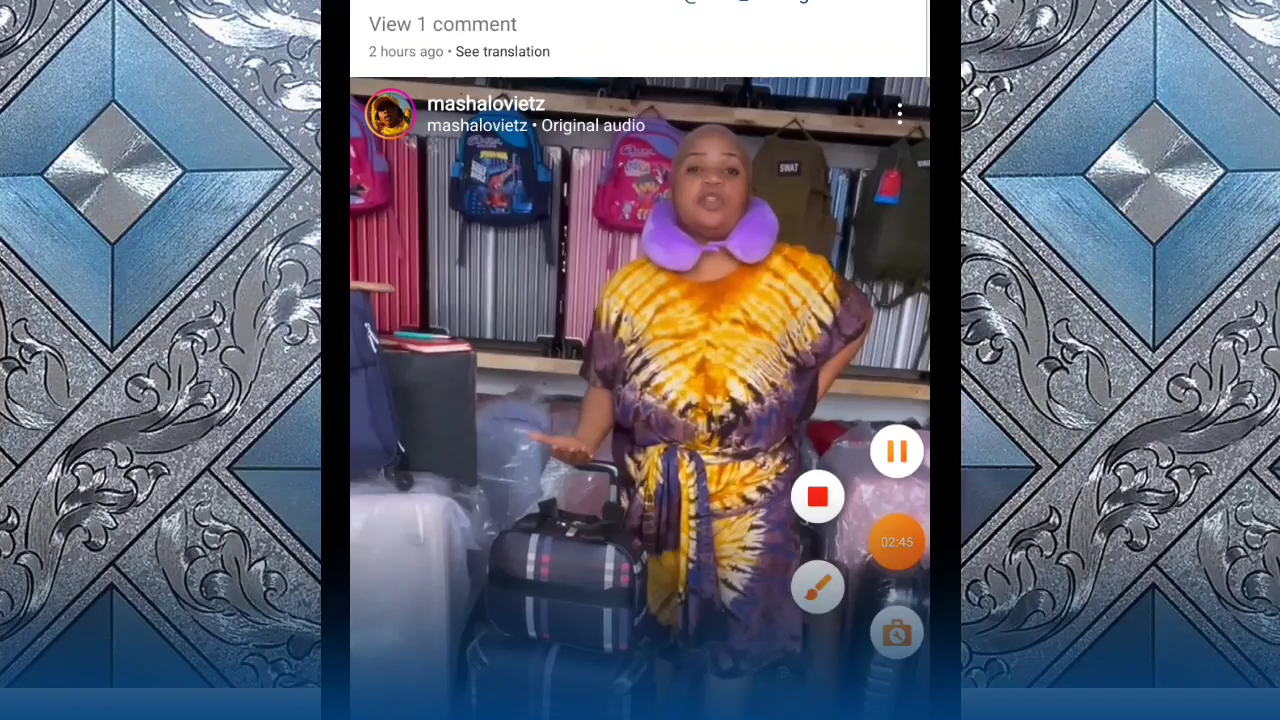 View 1 comment
2 hours ago • See translation
mashalovietz
mashalovietz • Original audio
SWAT
02:45